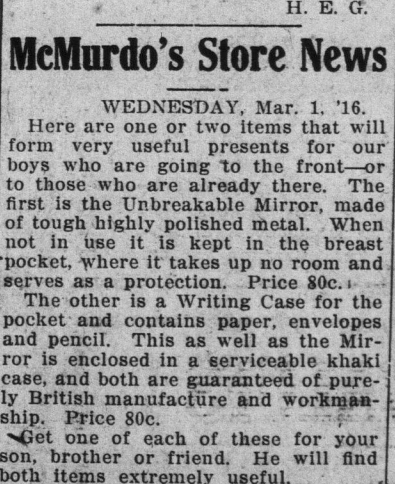 H. E. G.
McMurdo's Store News
WEDNESDAY, Mar. 1, '16.
Here are one or two items that will
form very useful presents for our
boys who are going to the front—or
to those who are already there. The
first is the Unbreakable Mirror, made
of tough highly polished metal. When
not in use it is kept in the breast
pocket, where it takes up no room and
serves as a protection. Price 80c.
The other is a Writing Case for the
pocket and contains paper, envelopes
and pencil. This as well as the Mir-
ror is enclosed in a serviceable khaki
case, and both are guaranteed of pure-
ly British manufacture and workman-
ship. Price 80c.
Get one of each of these for your
son, brother or friend. He will find
both items extremely useful.